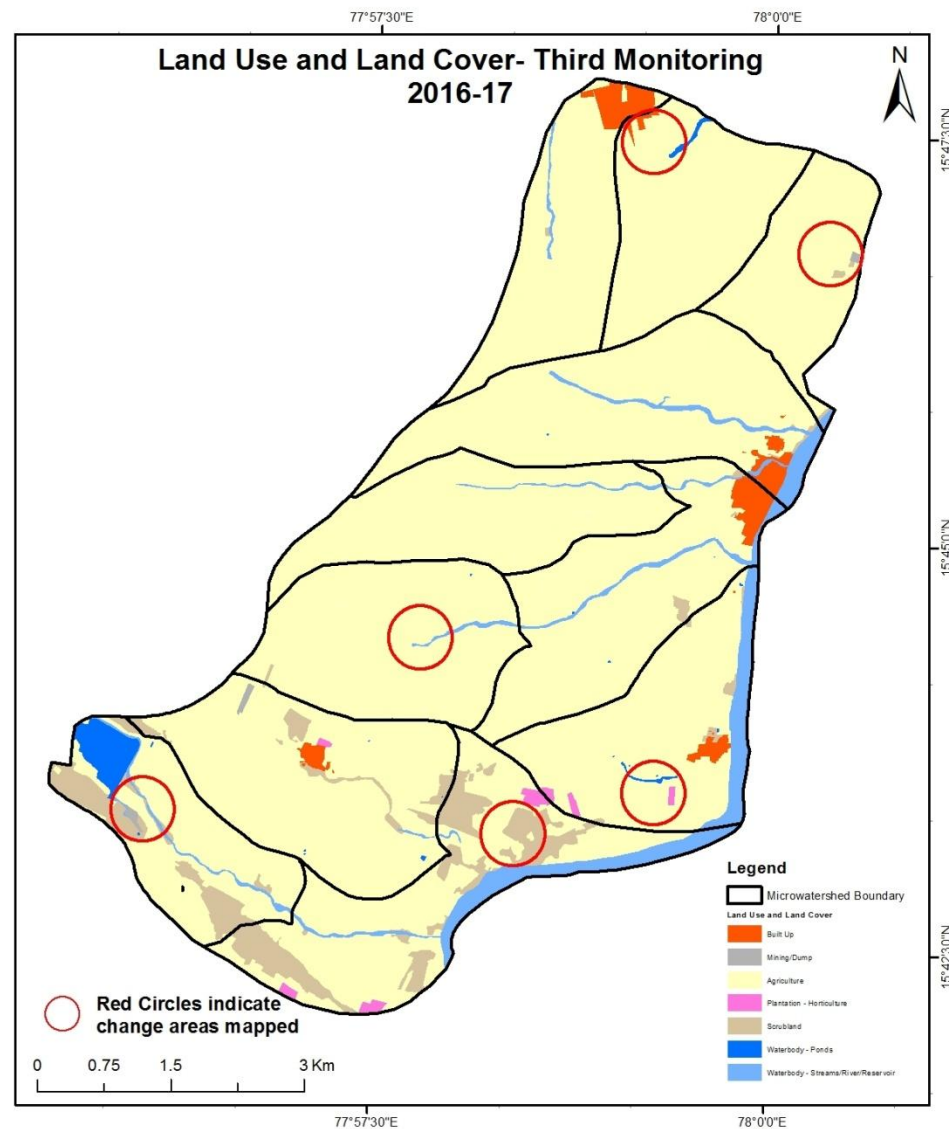 77°57'30"E
78°0'0"E
Land Use and Land Cover- Third Monitoring
2016-17
N
15°47'30"N
15°45'0"N
15°42'30"N
Legend
Microwatershed Boundary
Land Use and Land Cover
Built Up
Mining/Dump
Agriculture
Plantation - Horticulture
Scrubland
Waterbody - Ponds
Waterbody - Streams/River/Reservoir
Red Circles indicate
change areas mapped
0 0.75 1.5 3 Km
77°57'30"E
78°0'0"E